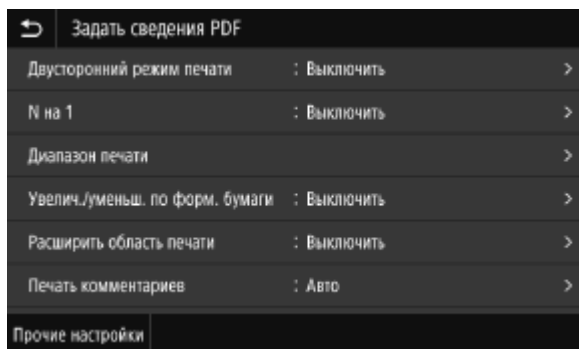 Задать сведения PDF
Двусторонний режим печати : Выключить
N на 1 : Выключить
Диапазон печати
Увелич./уменьш. по форм. бумаги : Выключить
Расширить область печати : Выключить
Печать комментариев : Авто
Прочие настройки